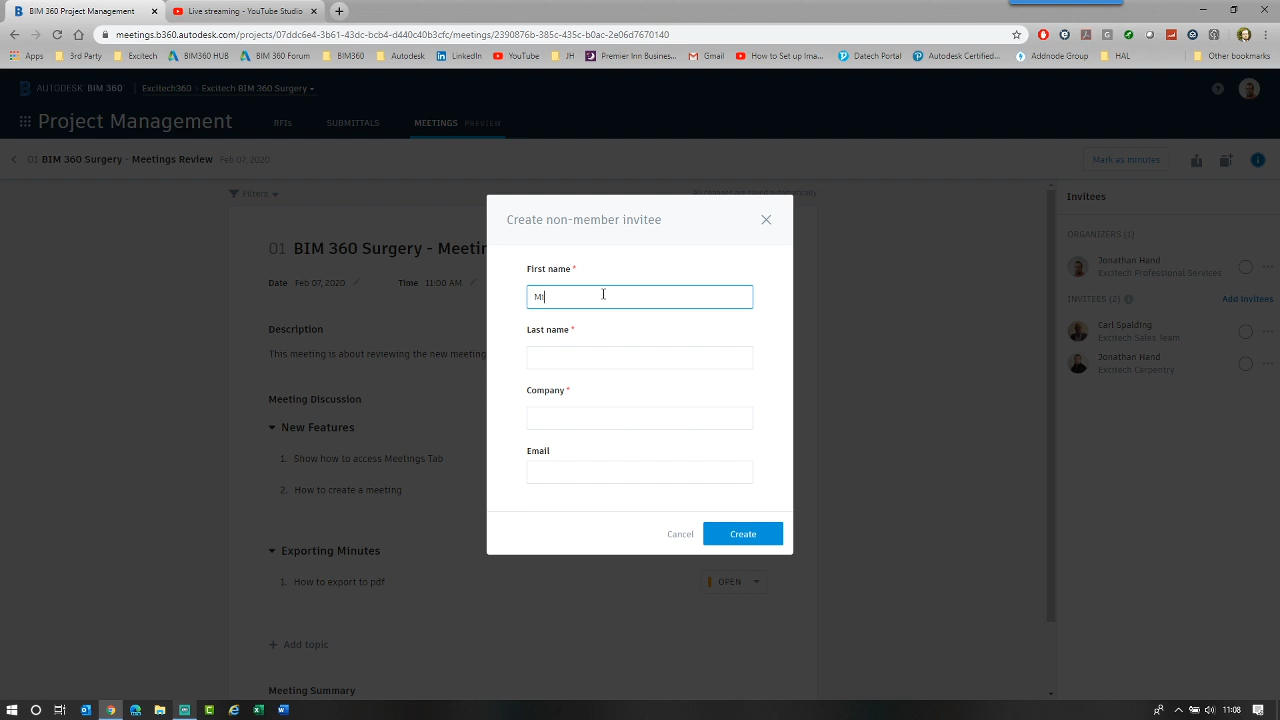 BIM 360 Surgery - Project Manage
Live streaming - YouTube
meetings.b360.autodesk.com/projects/07ddc6e4-3b61-43dc-bcb4-d440c40b3cfc/meetings/2390876b-385c-435c-b0ac-2e06d7670140
Apps 3rd Party Excitech BIM360 HUB BIM 360 Forum BIM360 Autodesk LinkedIn YouTube JH Premier Inn Busines... Gmail How to set up Ima... Datech Portal Autodesk Certified... Addnode Group HAL Other bookmarks
AUTODESK BIM 360 Excitech360 > Excitech BIM 360 Surgery
Project Management RFIs SUBMITTALS MEETINGS PREVIEW
01 BIM 360 Surgery - Meetings Review Feb 07, 2020 Mark as minutes
Filters All changes are saved automatically
Invitees
Create non-member invitee
ORGANIZERS (1)
01 BIM 360 Surgery - Meetin
Jonathan Hand
Excitech Professional Services
First name *
Date Feb 07, 2020 Time 11:00 AM
Mi
INVITEES (2) Add Invitees
Description
Last name *
Carl Spalding
Excitech Sales Team
This meeting is about reviewing the new meeting
Jonathan Hand
Excitech Carpentry
Company *
Meeting Discussion
New Features
Email
1. Show how to access Meetings Tab
2. How to create a meeting
Cancel Create
Exporting Minutes
1. How to export to pdf OPEN
+ Add topic
Meeting Summary
11:08